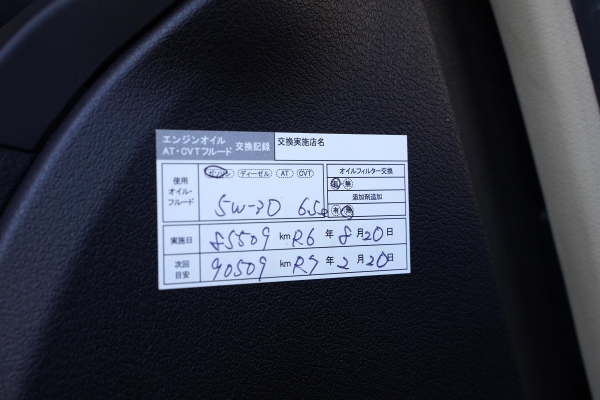 エンジンオイル
AT・CVTフルード 交換記録
交換実施店名
使用
オイル・
フルード
ガソリン ディーゼル AT CVT
5W-30 6.5ℓ
オイルフィルター交換
有 無
添加剤追加
有 無
実施日 85509 km R6 年 8 月 20 日
次回
目安 90509 km R7 年 2 月 20 日